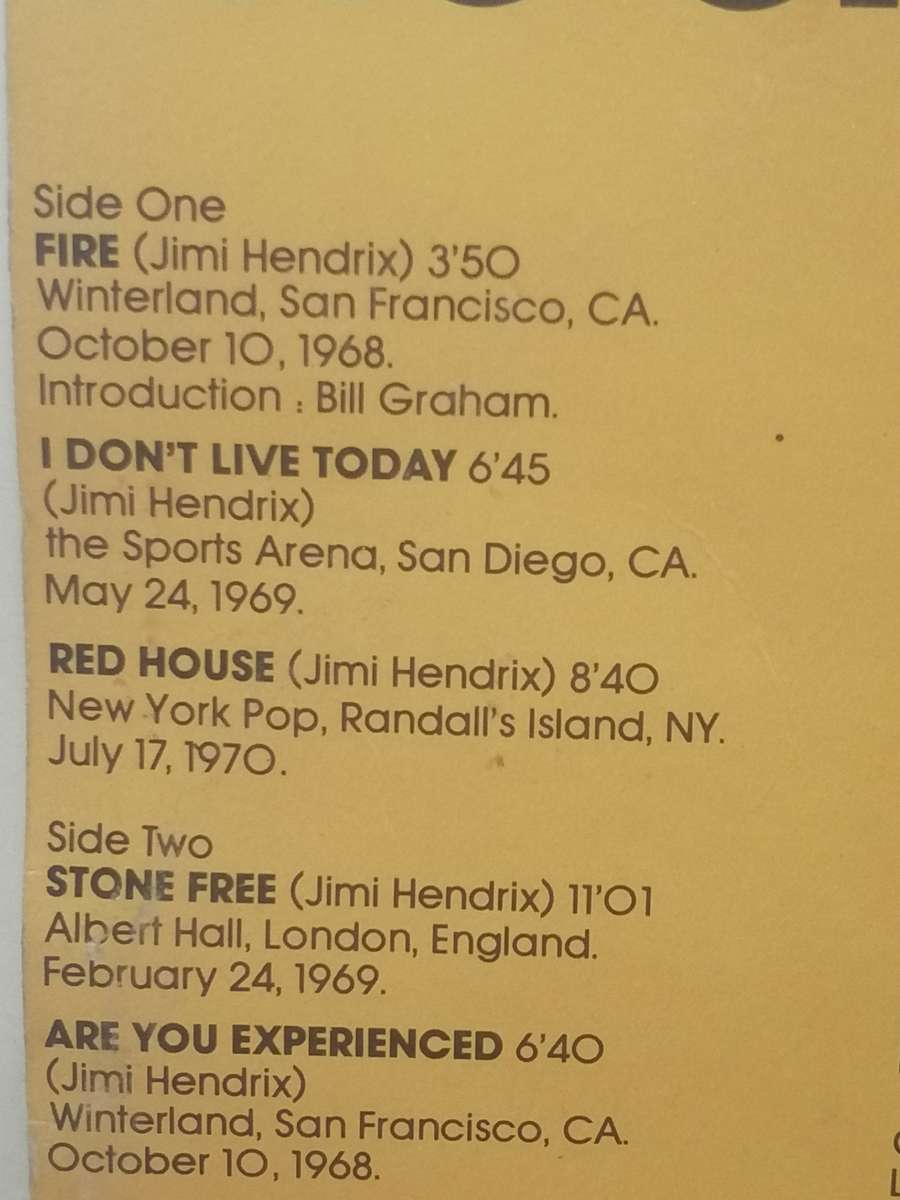 Side One
FIRE (Jimi Hendrix) 3'50
Winterland, San Francisco, CA.
October 10, 1968.
Introduction : Bill Graham.
I DON'T LIVE TODAY 6'45
(Jimi Hendrix)
the Sports Arena, San Diego, CA.
May 24, 1969.
RED HOUSE (Jimi Hendrix) 8'40
New York Pop, Randall's Island, NY.
July 17, 1970.
Side Two
STONE FREE (Jimi Hendrix) 11'01
Albert Hall, London, England.
February 24, 1969.
ARE YOU EXPERIENCED 6'40
(Jimi Hendrix)
Winterland, San Francisco, CA.
October 10, 1968.